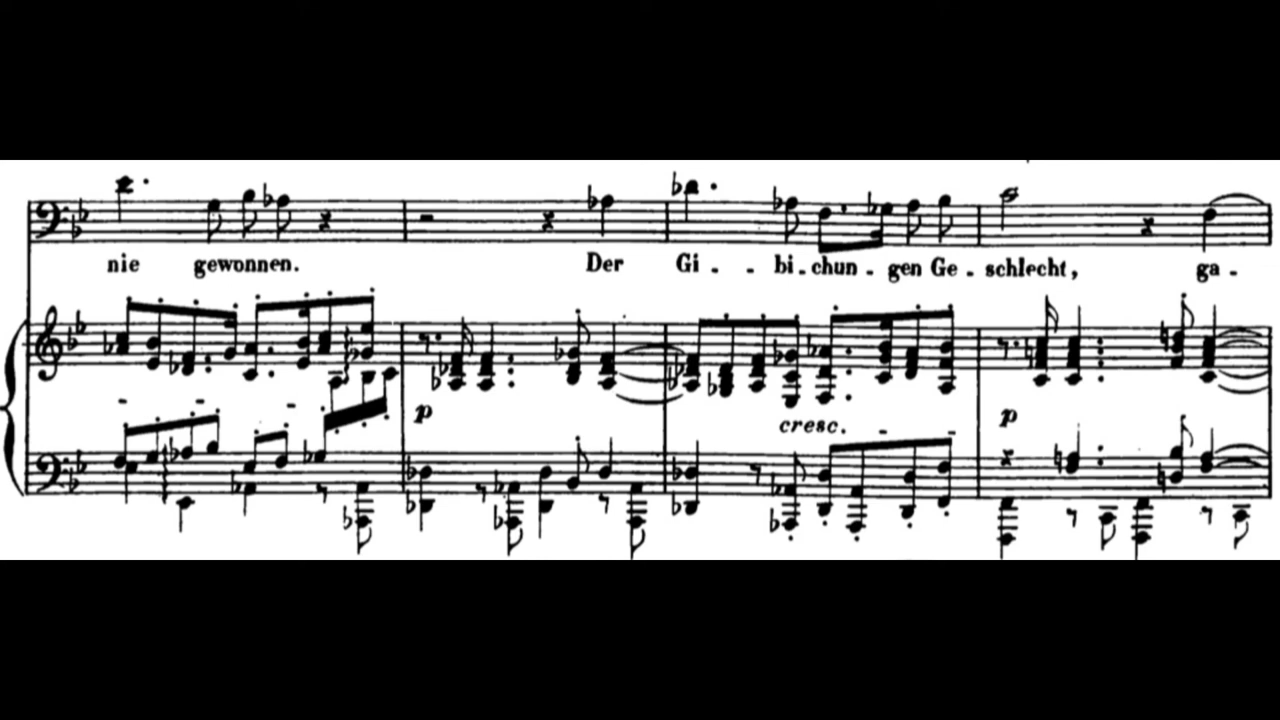 nie gewonnen. Der Gi - - bi - chun - gen Ge - schlecht, ga -
p cresc. - - p